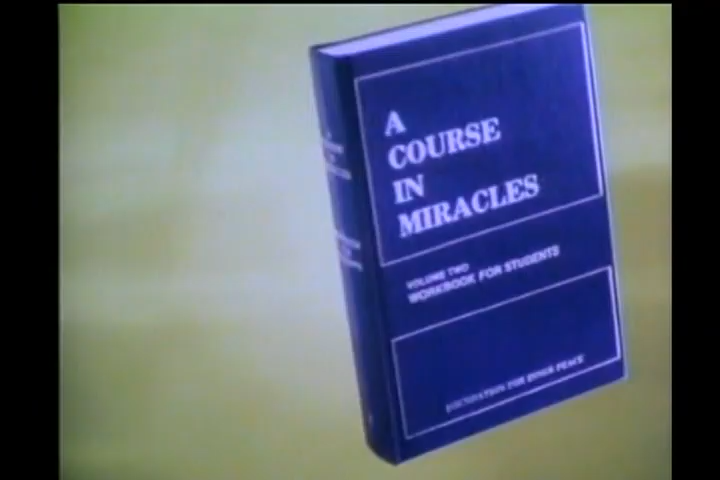 A
COURSE
IN
MIRACLES
VOLUME TWO
WORKBOOK FOR STUDENTS
FOUNDATION FOR INNER PEACE